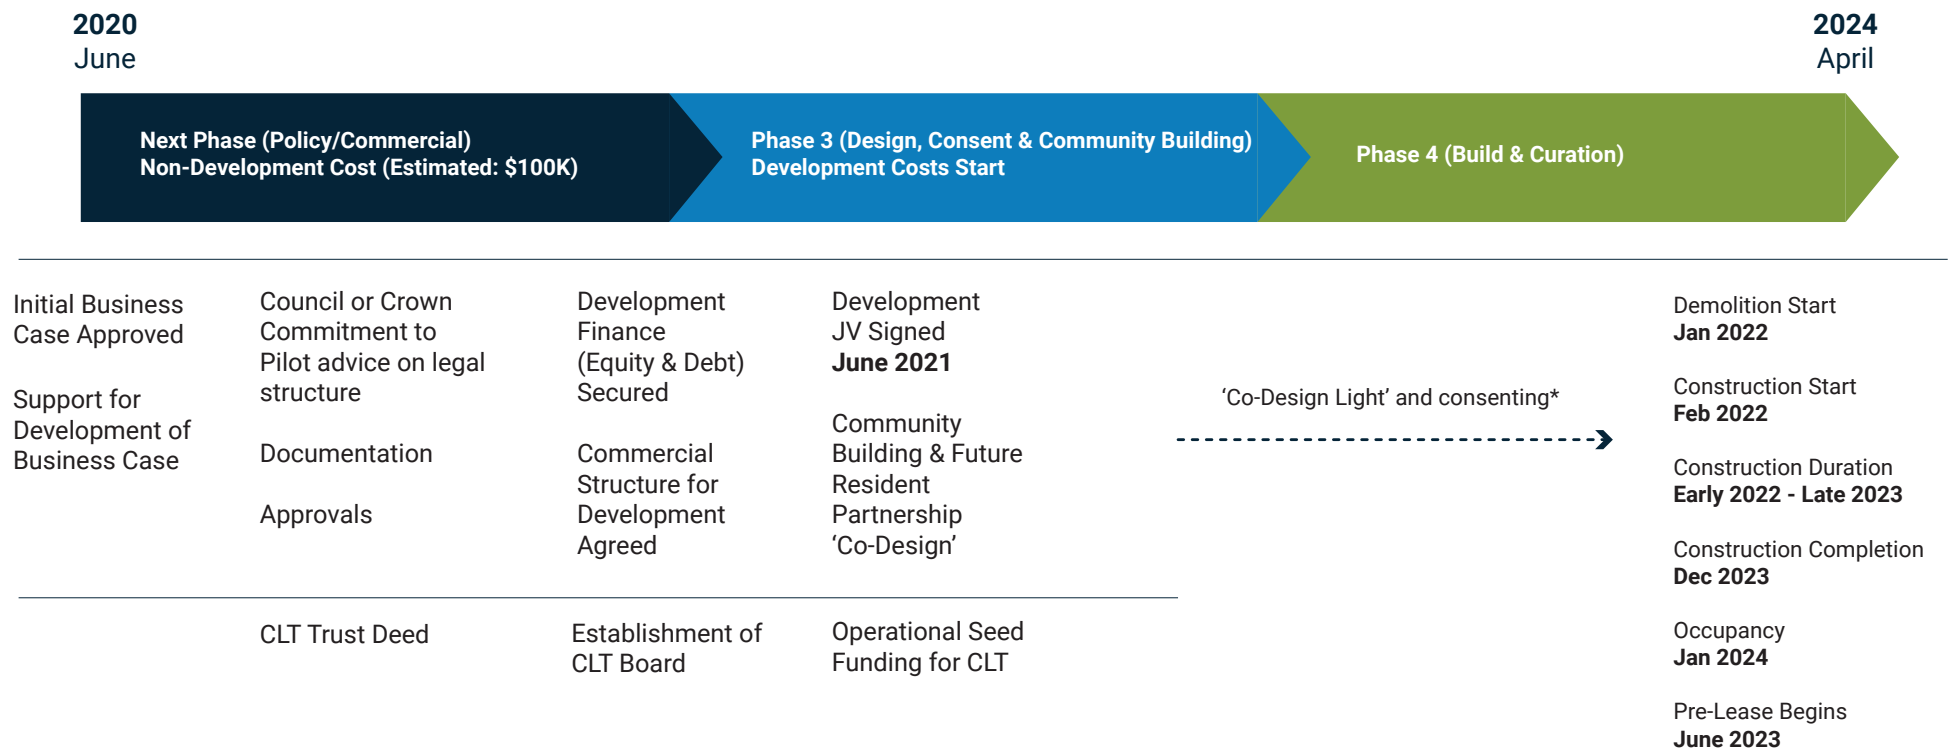 2020
June
2024
April
Next Phase (Policy/Commercial)
Non-Development Cost (Estimated: $100K)
Phase 3 (Design, Consent & Community Building)
Development Costs Start
Phase 4 (Build & Curation)
Initial Business
Case Approved
Support for
Development of
Business Case
Council or Crown
Commitment to
Pilot advice on legal
structure
Documentation
Approvals
Development
Finance
(Equity & Debt)
Secured
Commercial
Structure for
Development
Agreed
Development
JV Signed
June 2021
Community
Building & Future
Resident
Partnership
‘Co-Design’
‘Co-Design Light’ and consenting*
Demolition Start
Jan 2022
Construction Start
Feb 2022
Construction Duration
Early 2022 - Late 2023
Construction Completion
Dec 2023
Occupancy
Jan 2024
Pre-Lease Begins
June 2023
CLT Trust Deed
Establishment of
CLT Board
Operational Seed
Funding for CLT